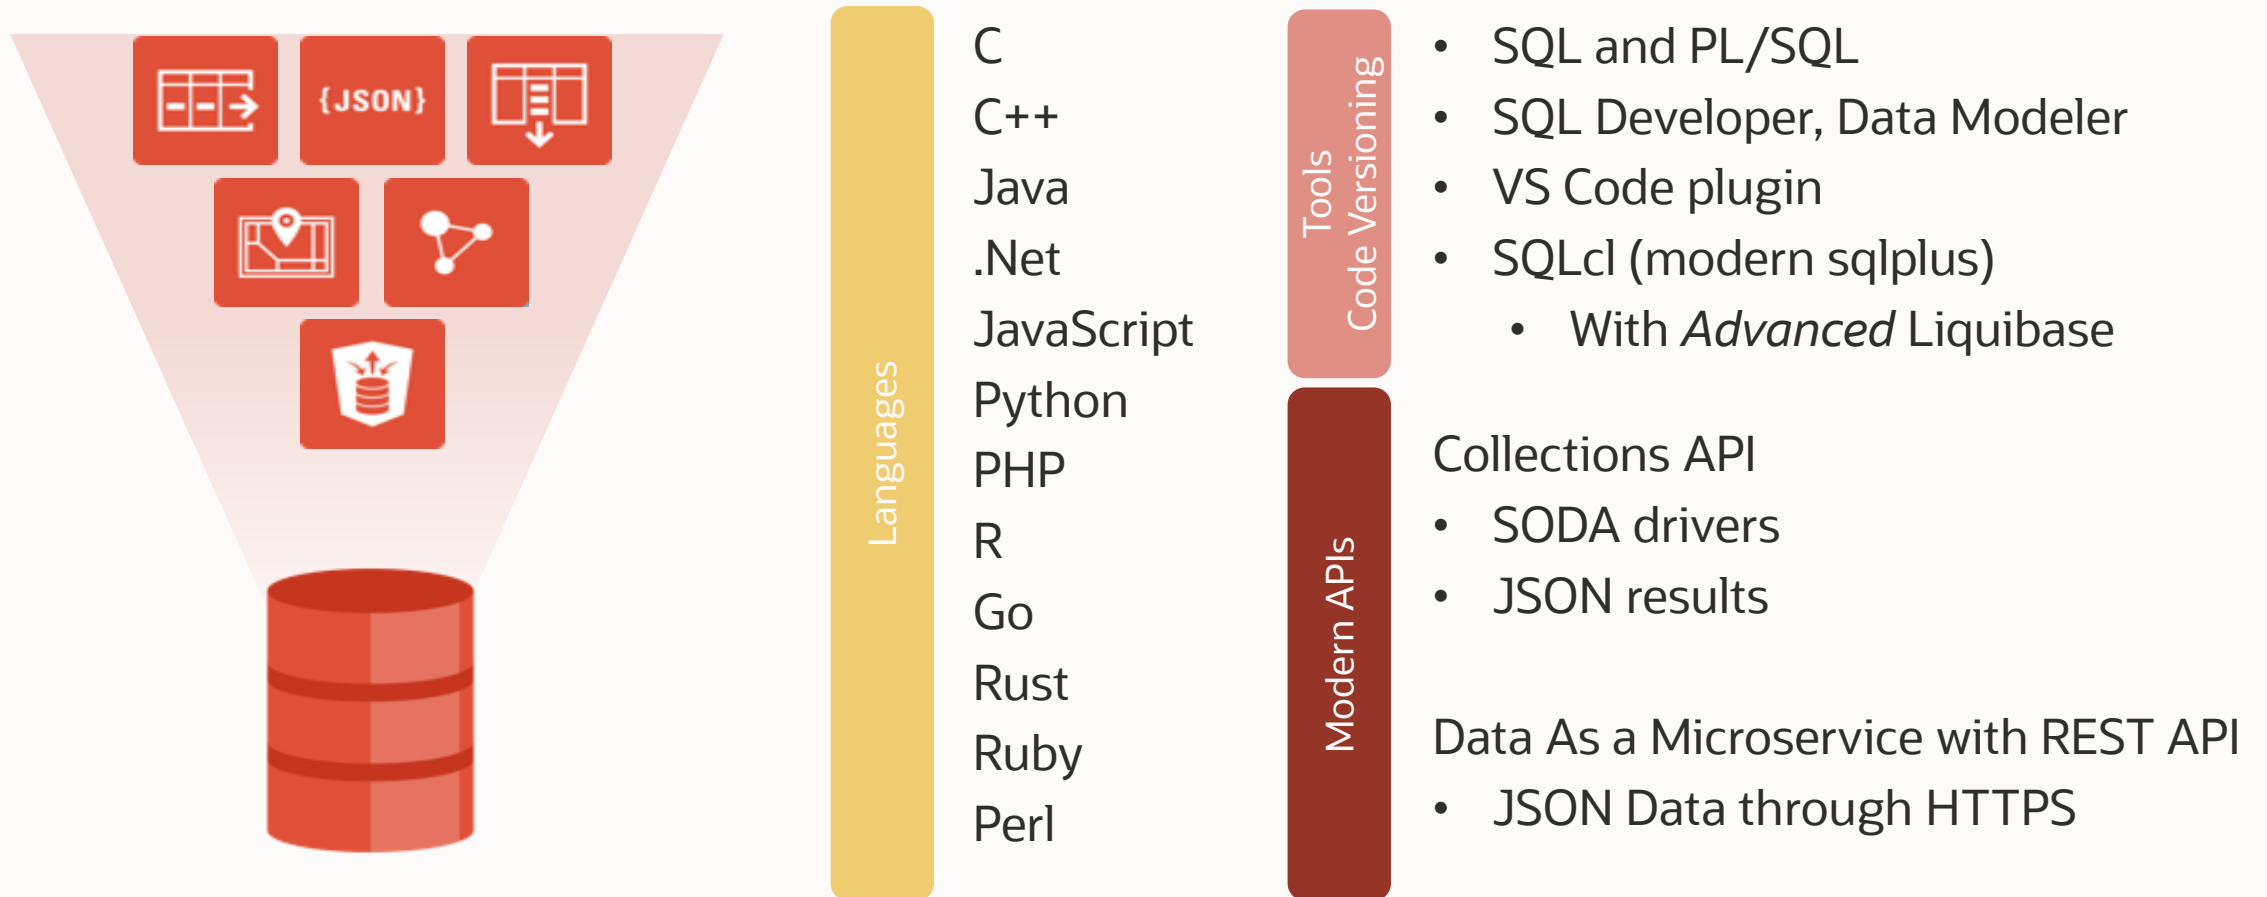 {JSON}
Languages
C
C++
Java
.Net
JavaScript
Python
PHP
R
Go
Rust
Ruby
Perl
Tools
Code Versioning
• SQL and PL/SQL
• SQL Developer, Data Modeler
• VS Code plugin
• SQLcl (modern sqlplus)
• With Advanced Liquibase
Modern APIs
Collections API
• SODA drivers
• JSON results
Data As a Microservice with REST API
• JSON Data through HTTPS